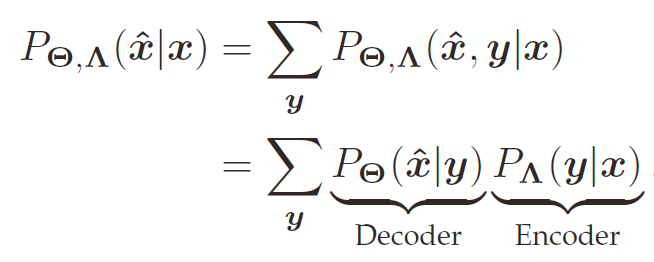 P_{Θ,Λ}(x̂|x) = ∑_y P_{Θ,Λ}(x̂, y|x)
= ∑_y P_Θ(x̂|y) P_Λ(y|x) .
Decoder Encoder